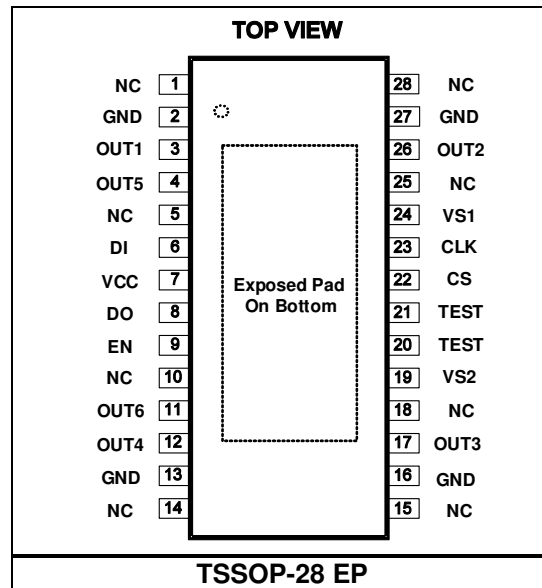 TOP VIEW
NC 1 28 NC
GND 2 27 GND
OUT1 3 26 OUT2
OUT5 4 25 NC
NC 5 24 VS1
DI 6 23 CLK
VCC 7 22 CS
Exposed Pad
On Bottom
DO 8 21 TEST
EN 9 20 TEST
NC 10 19 VS2
OUT6 11 18 NC
OUT4 12 17 OUT3
GND 13 16 GND
NC 14 15 NC
TSSOP-28 EP